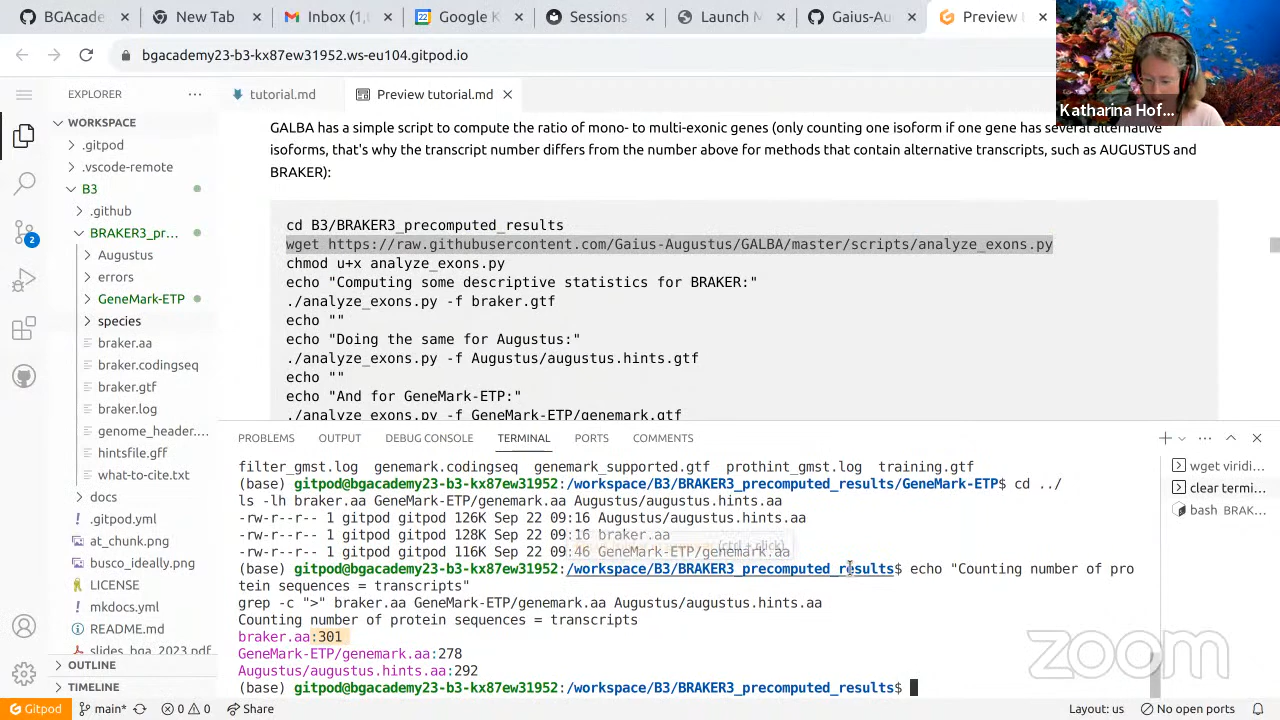 BGAcade
New Tab
Inbox (1,
Google K
Sessions
Launch M
Gaius-Au
Preview t
bgacademy23-b3-kx87ew31952.ws-eu104.gitpod.io
Katharina Hof...
EXPLORER
tutorial.md
Preview tutorial.md
WORKSPACE
.gitpod
.vscode-remote
B3
.github
BRAKER3_pr...
Augustus
errors
GeneMark-ETP
species
braker.aa
braker.codingseq
braker.gtf
braker.log
genome_header....
hintsfile.gff
what-to-cite.txt
docs
.gitpod.yml
at_chunk.png
busco_ideally.png
LICENSE
mkdocs.yml
README.md
slides_bga_2023.pdf
OUTLINE
TIMELINE
2
GALBA has a simple script to compute the ratio of mono- to multi-exonic genes (only counting one isoform if one gene has several alternative
isoforms, that's why the transcript number differs from the number above for methods that contain alternative transcripts, such as AUGUSTUS and
BRAKER):
cd B3/BRAKER3_precomputed_results
wget https://raw.githubusercontent.com/Gaius-Augustus/GALBA/master/scripts/analyze_exons.py
chmod u+x analyze_exons.py
echo "Computing some descriptive statistics for BRAKER:"
./analyze_exons.py -f braker.gtf
echo ""
echo "Doing the same for Augustus:"
./analyze_exons.py -f Augustus/augustus.hints.gtf
echo ""
echo "And for GeneMark-ETP:"
./analyze_exons.py -f GeneMark-ETP/genemark.gtf
PROBLEMS OUTPUT DEBUG CONSOLE TERMINAL PORTS COMMENTS
filter_gmst.log genemark.codingseq genemark_supported.gtf prothint_gmst.log training.gtf
(base) gitpod@bgacademy23-b3-kx87ew31952:/workspace/B3/BRAKER3_precomputed_results/GeneMark-ETP$ cd ../
ls -lh braker.aa GeneMark-ETP/genemark.aa Augustus/augustus.hints.aa
-rw-r--r-- 1 gitpod gitpod 126K Sep 22 09:16 Augustus/augustus.hints.aa
-rw-r--r-- 1 gitpod gitpod 128K Sep 22 09:16 braker.aa
(ctrl + click)
-rw-r--r-- 1 gitpod gitpod 116K Sep 22 09:46 GeneMark-ETP/genemark.aa
(base) gitpod@bgacademy23-b3-kx87ew31952:/workspace/B3/BRAKER3_precomputed_results$ echo "Counting number of pro
tein sequences = transcripts"
grep -c ">" braker.aa GeneMark-ETP/genemark.aa Augustus/augustus.hints.aa
Counting number of protein sequences = transcripts
braker.aa:301
GeneMark-ETP/genemark.aa:278
Augustus/augustus.hints.aa:292
(base) gitpod@bgacademy23-b3-kx87ew31952:/workspace/B3/BRAKER3_precomputed_results$
wget viridi...
clear termi...
bash BRAK...
zoom
Gitpod main* 0 0 Share Layout: us No open ports